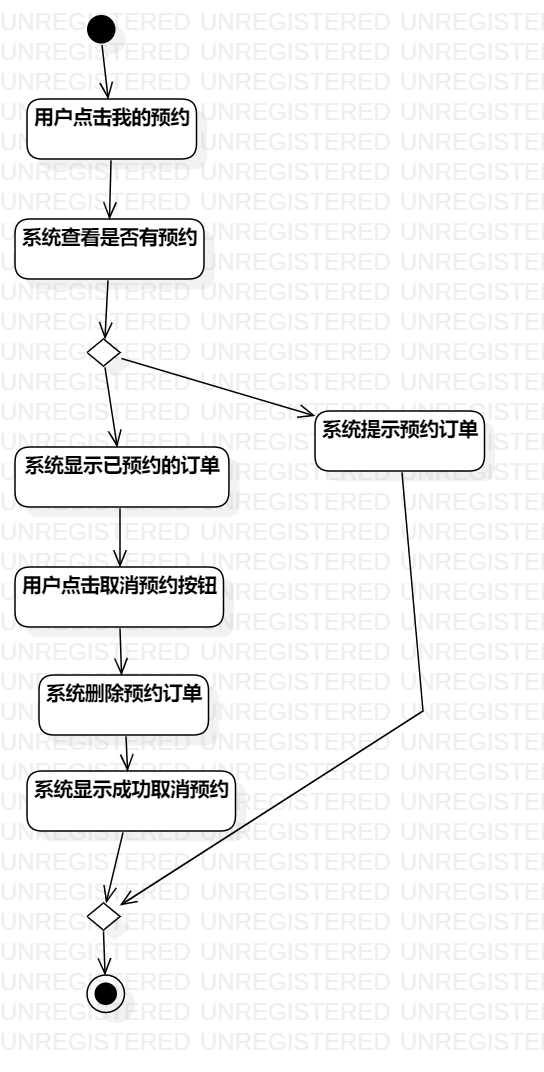 用户点击我的预约
系统查看是否有预约
系统提示预约订单
系统显示已预约的订单
用户点击取消预约按钮
系统删除预约订单
系统显示成功取消预约
UNREGISTERED UNREGISTERED UNREGISTERED